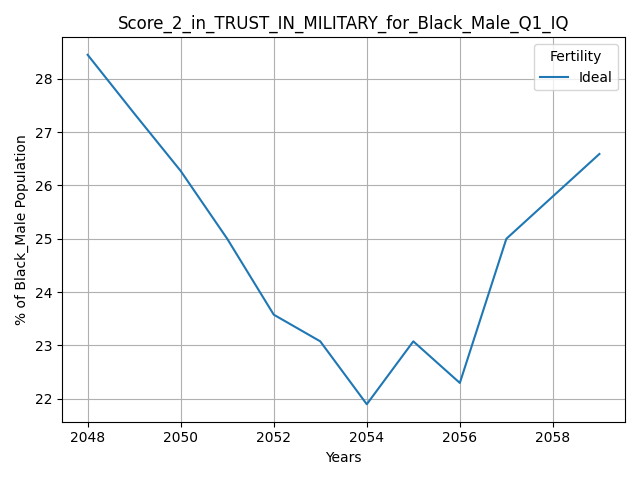 Score_2_in_TRUST_IN_MILITARY_for_Black_Male_Q1_IQ
Fertility
Ideal
% of Black_Male Population
28
27
26
25
24
23
22
2048
2050
2052
2054
2056
2058
Years